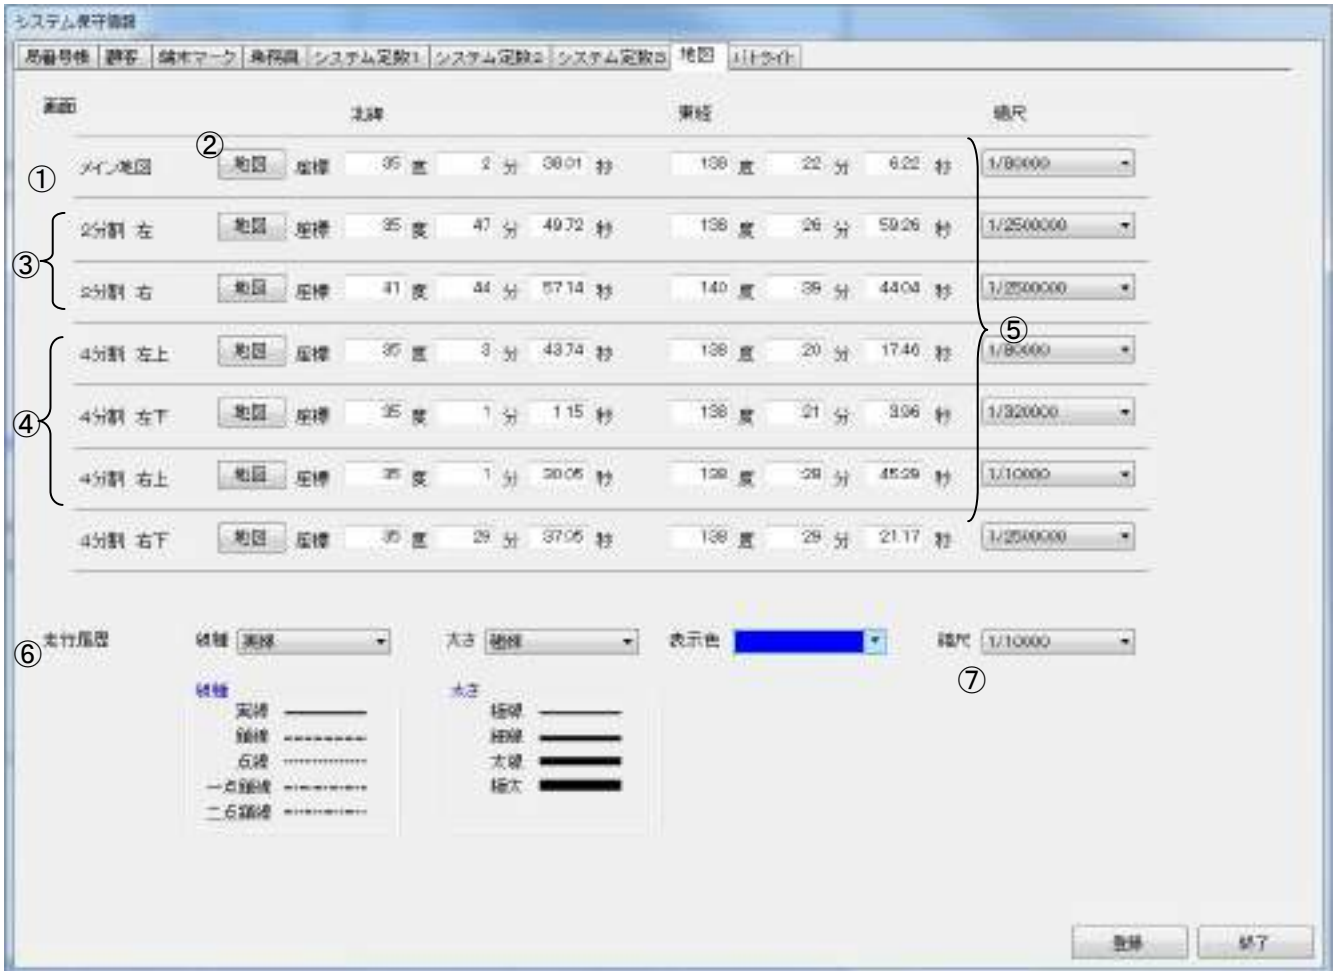 システム保守情報
局番号帳 顧客 端末マーク 乗務員 システム定数1 システム定数2 システム定数3 地図 パトライト
画面 北緯 東経 縮尺
① メイン地図 ② 地図 座標 35 度 2 分 38.01 秒 138 度 22 分 6.22 秒 1/80000
③ 2分割 左 地図 座標 35 度 47 分 49.72 秒 138 度 26 分 59.26 秒 1/2500000
2分割 右 地図 座標 41 度 44 分 57.14 秒 140 度 39 分 44.04 秒 1/2500000
④ 4分割 左上 地図 座標 35 度 3 分 43.74 秒 138 度 20 分 17.46 秒 ⑤ 1/80000
4分割 左下 地図 座標 35 度 1 分 1.15 秒 138 度 21 分 3.96 秒 1/320000
4分割 右上 地図 座標 35 度 1 分 秒 138 度 28 分 45.29 秒 1/10000
4分割 右下 地図 座標 35 度 29 分 37.05 秒 138 度 29 分 21.17 秒 1/2500000
⑥ 走行履歴 線種 実線 太さ 表示色 縮尺 1/10000
⑦
線種 太さ
実線 極細
鎖線 細線
点線 太線
一点鎖線 極太
二点鎖線
登録 終了